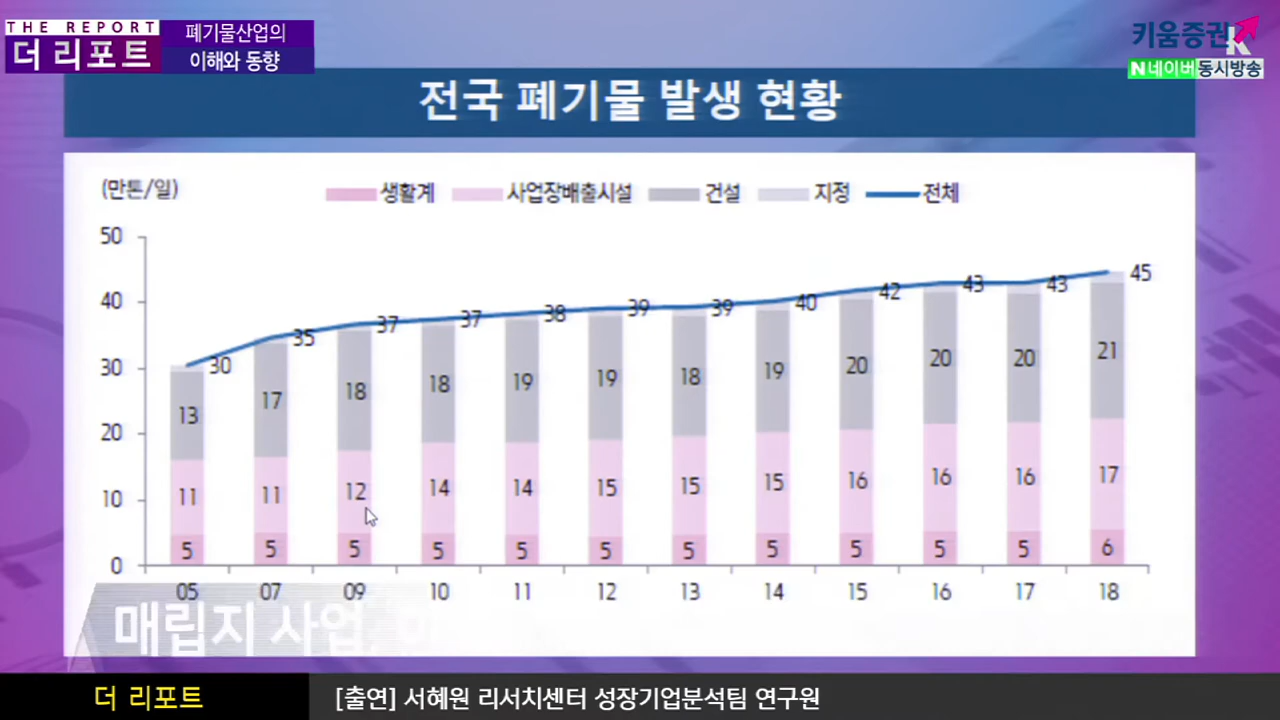 THE REPORT
더 리포트
폐기물산업의
이해와 동향
키움증권
N 네이버 동시방송
전국 폐기물 발생 현황
(만톤/일)
생활계 사업장배출시설 건설 지정 전체
50
40
30
20
10
0
30 35 37 37 38 39 39 40 42 43 43 45
13 17 18 18 19 19 18 19 20 20 20 21
11 11 12 14 14 15 15 15 16 16 16 17
5 5 5 5 5 5 5 5 5 5 5 6
05 07 09 10 11 12 13 14 15 16 17 18
매립지 사업,
더 리포트
[출연] 서혜원 리서치센터 성장기업분석팀 연구원